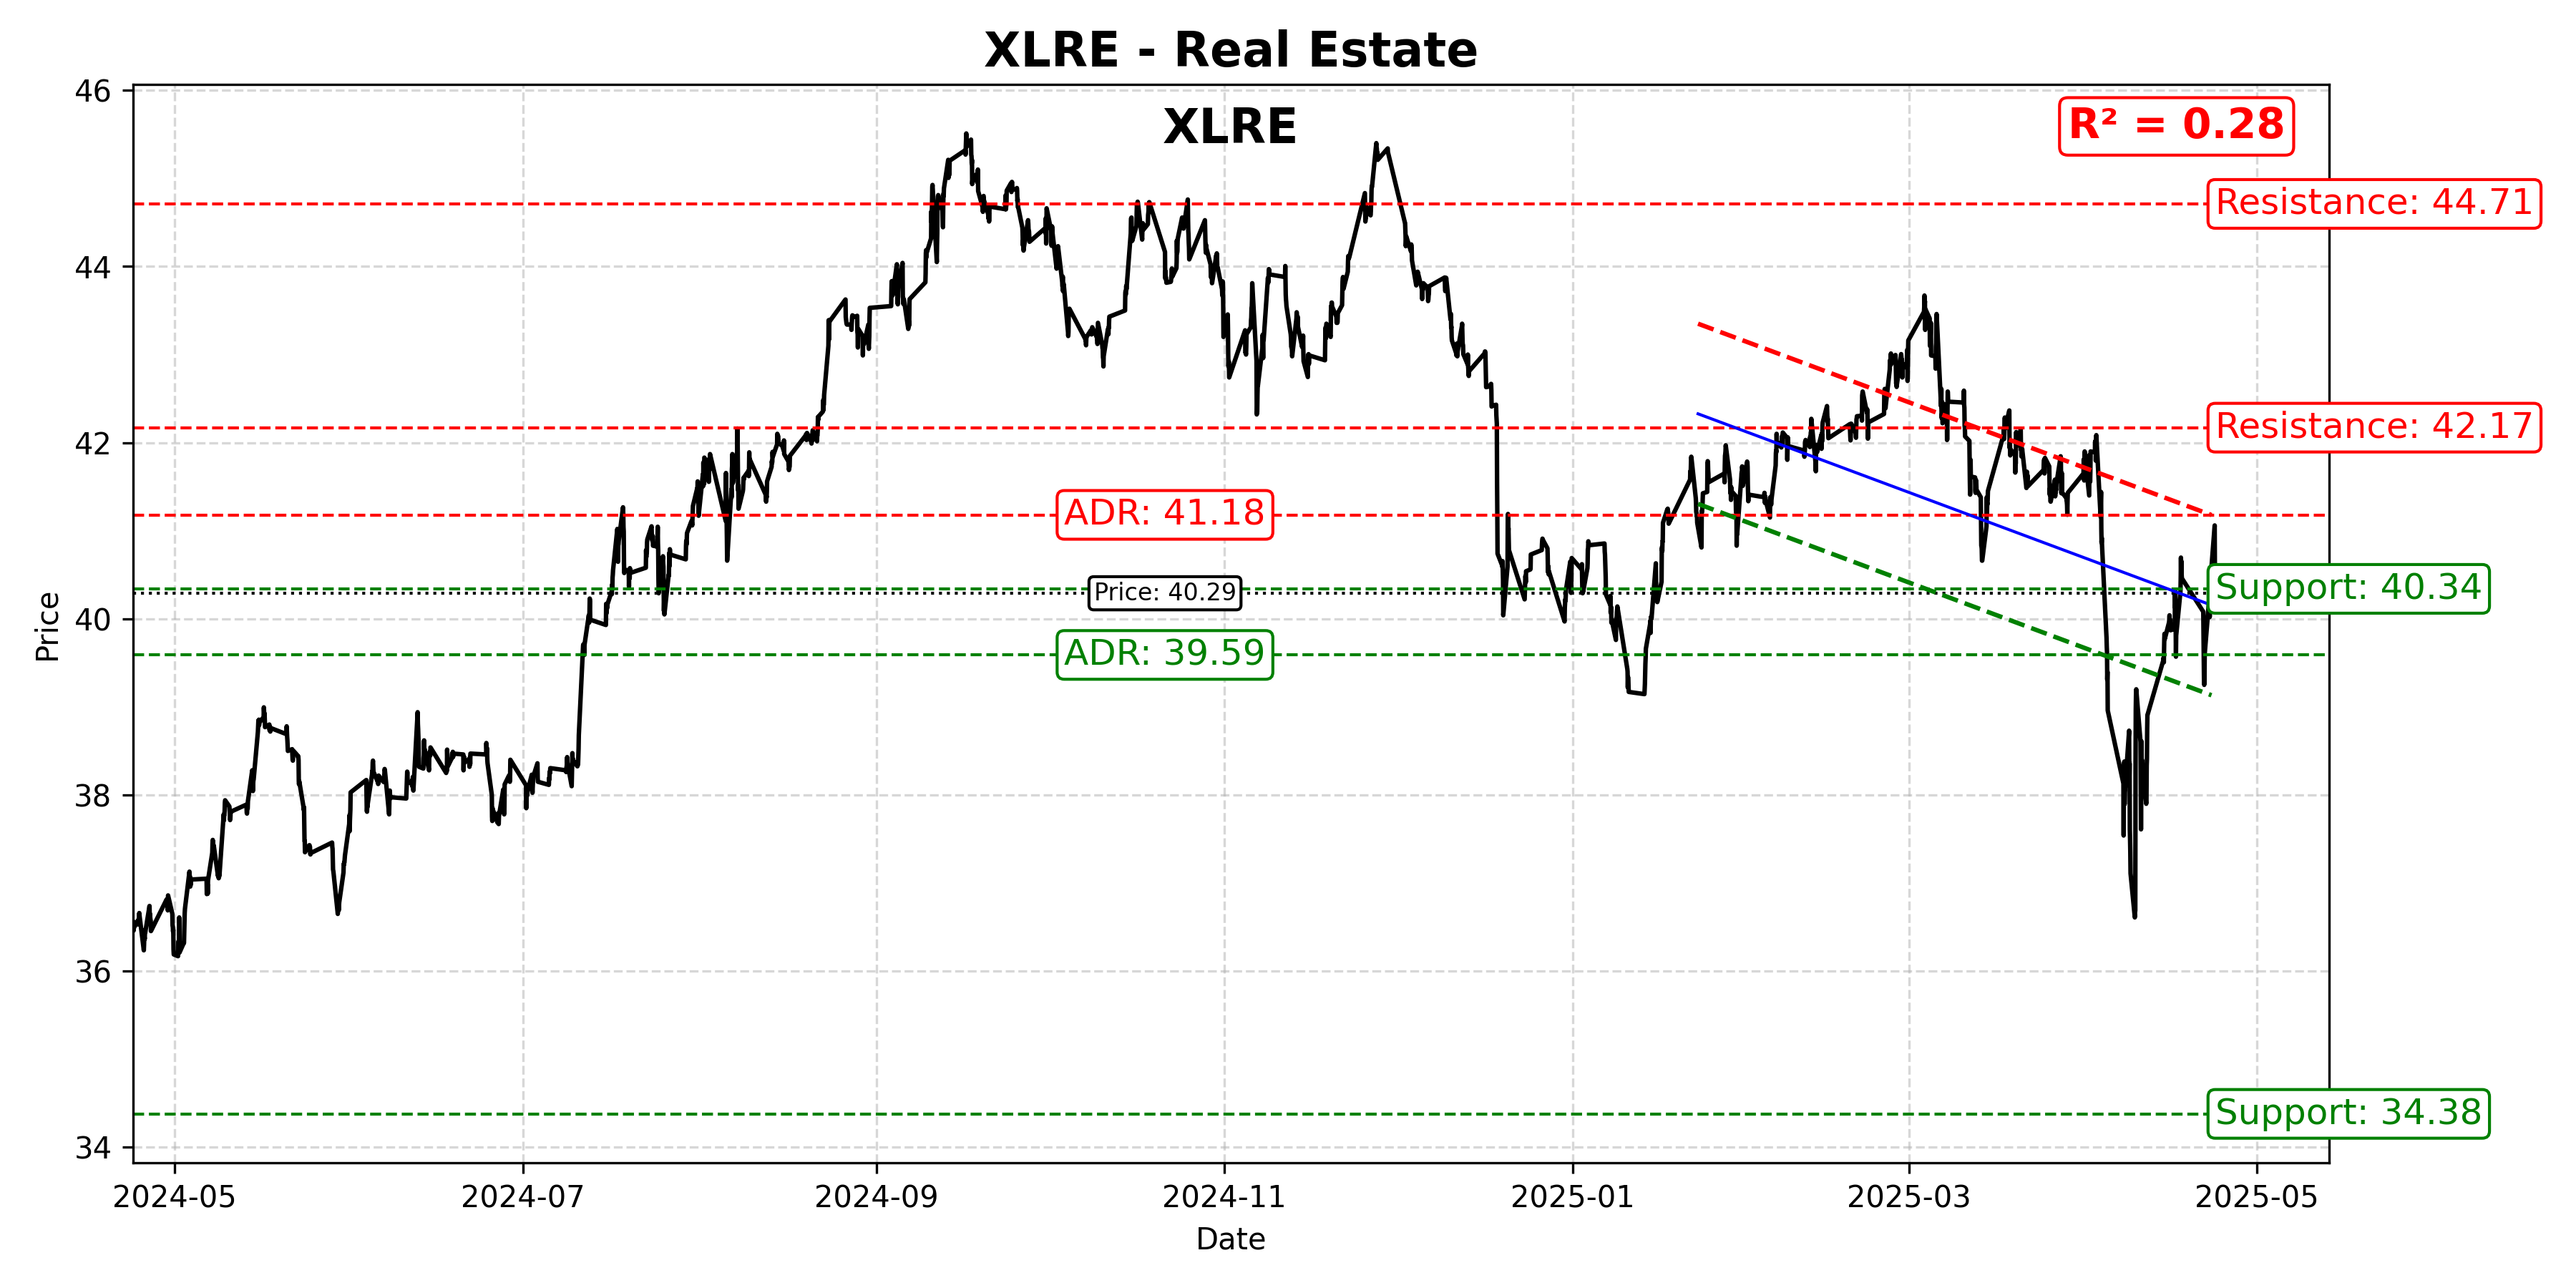 XLRE - Real Estate
XLRE
R² = 0.28
46
44
42
40
38
36
34
Price
Resistance: 44.71
Resistance: 42.17
ADR: 41.18
Support: 40.34
Price: 40.29
ADR: 39.59
Support: 34.38
2024-05
2024-07
2024-09
2024-11
2025-01
2025-03
2025-05
Date